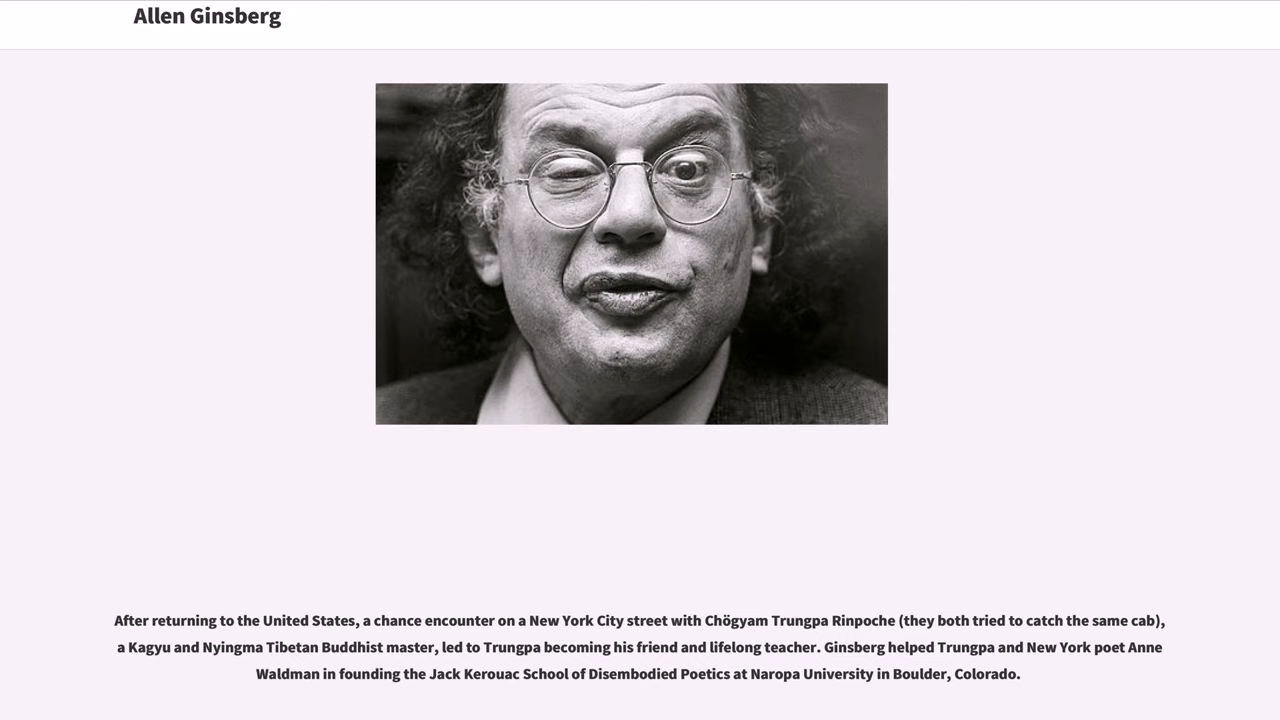 Allen Ginsberg
After returning to the United States, a chance encounter on a New York City street with Chögyam Trungpa Rinpoche (they both tried to catch the same cab),
a Kagyu and Nyingma Tibetan Buddhist master, led to Trungpa becoming his friend and lifelong teacher. Ginsberg helped Trungpa and New York poet Anne
Waldman in founding the Jack Kerouac School of Disembodied Poetics at Naropa University in Boulder, Colorado.